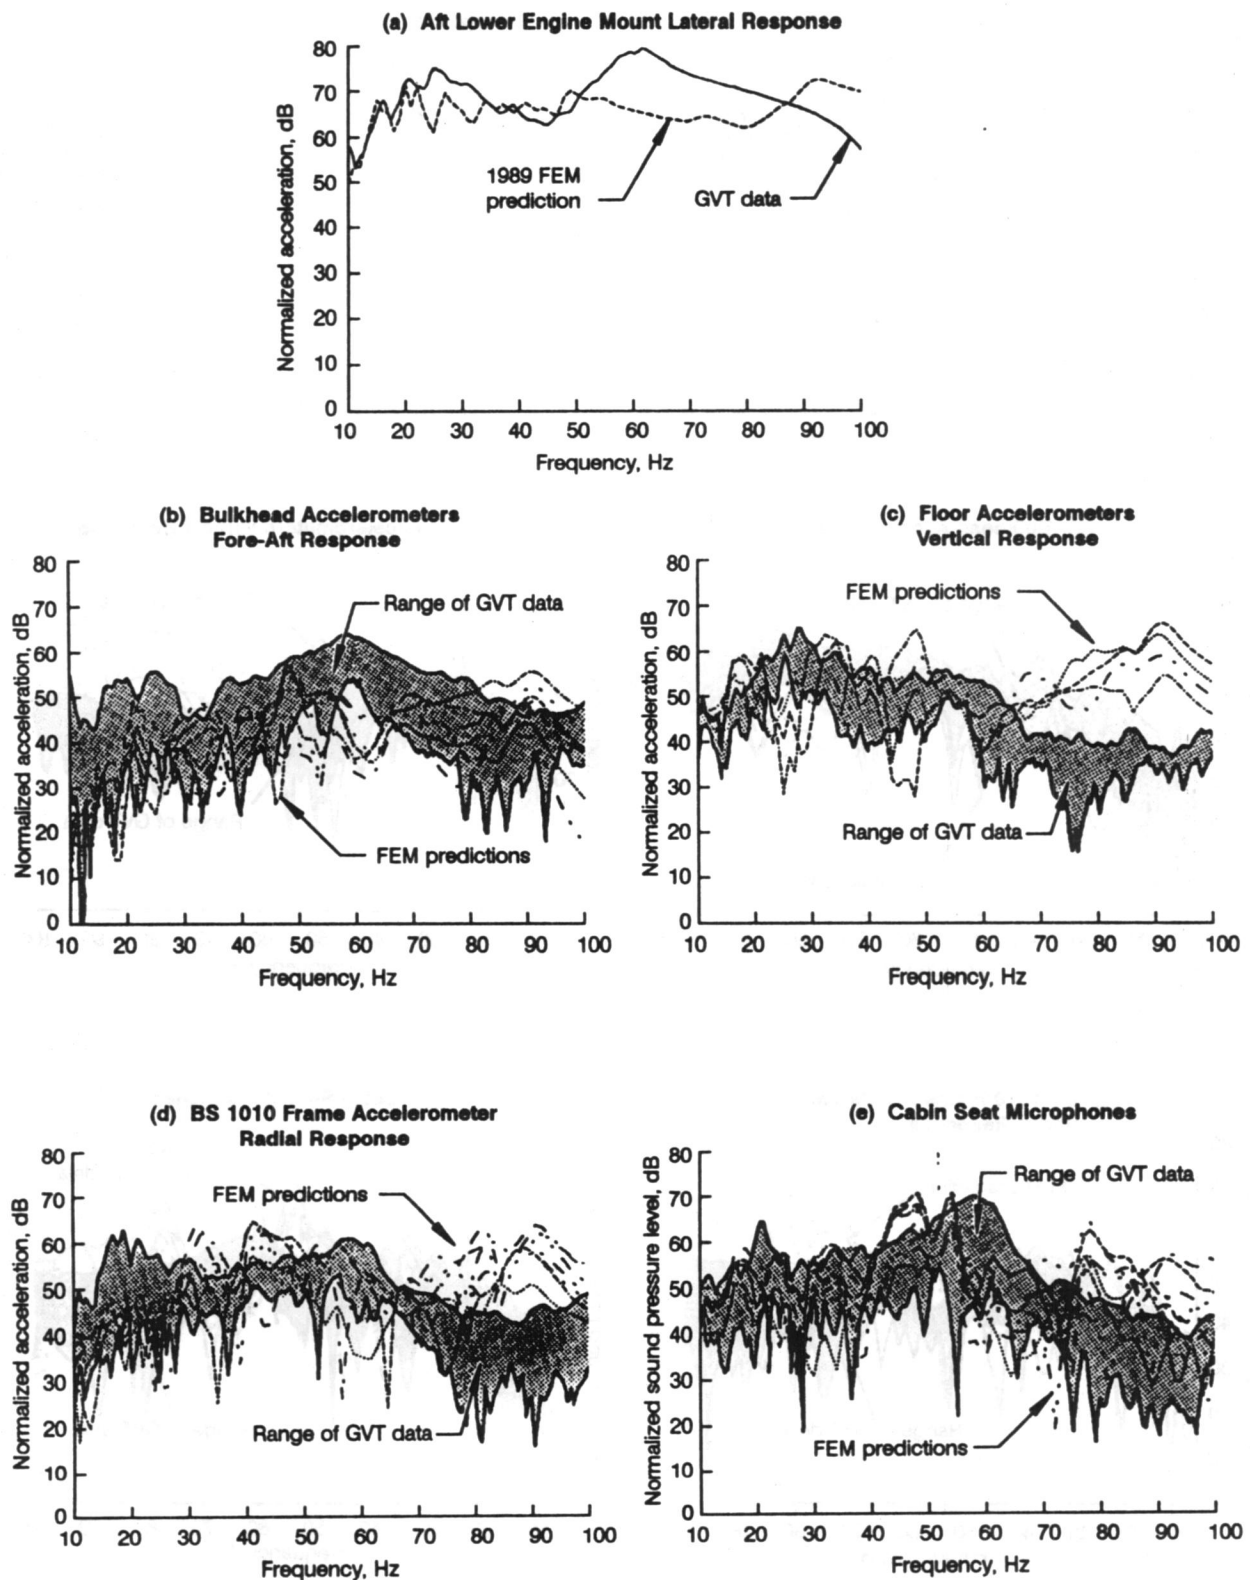 (a) Aft Lower Engine Mount Lateral Response
80
70
60
50
40
30
20
10
0
Normalized acceleration, dB
1989 FEM
prediction
GVT data
10 20 30 40 50 60 70 80 90 100
Frequency, Hz
(b) Bulkhead Accelerometers
Fore-Aft Response
80
70
60
50
40
30
20
10
0
Normalized acceleration, dB
Range of GVT data
FEM predictions
10 20 30 40 50 60 70 80 90 100
Frequency, Hz
(c) Floor Accelerometers
Vertical Response
80
70
60
50
40
30
20
10
0
Normalized acceleration, dB
FEM predictions
Range of GVT data
10 20 30 40 50 60 70 80 90 100
Frequency, Hz
(d) BS 1010 Frame Accelerometer
Radial Response
80
70
60
50
40
30
20
10
0
Normalized acceleration, dB
FEM predictions
Range of GVT data
10 20 30 40 50 60 70 80 90 100
Frequency, Hz
(e) Cabin Seat Microphones
80
70
60
50
40
30
20
10
0
Normalized sound pressure level, dB
Range of GVT data
FEM predictions
10 20 30 40 50 60 70 80 90 100
Frequency, Hz